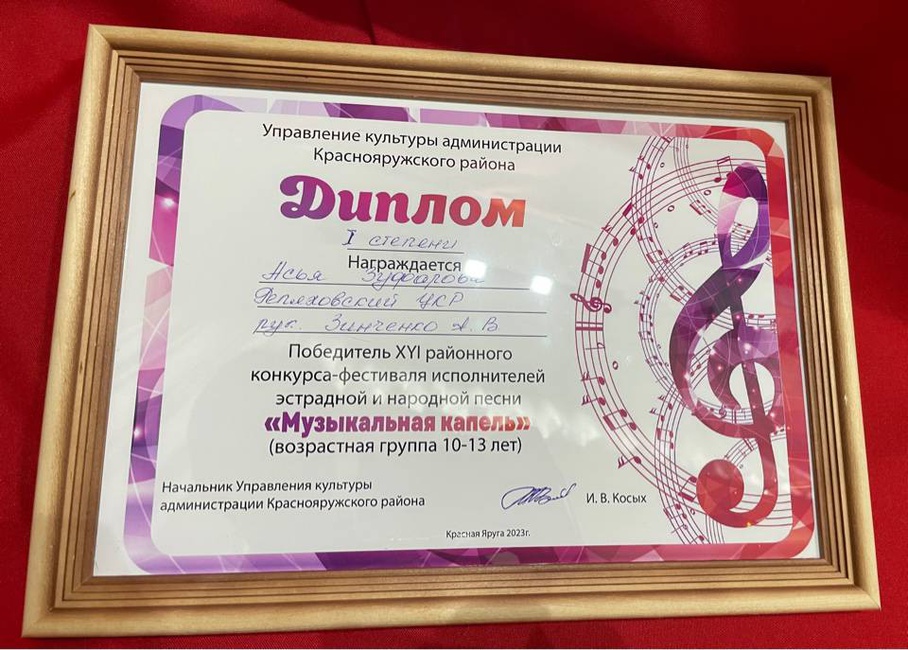 Управление культуры администрации
Краснояружского района
Диплом
I степени
Награждается
Асья Зуфарова
Репяховский ЦКР
рук. Зинченко А. В
Победитель XYI районного
конкурса-фестиваля исполнителей
эстрадной и народной песни
«Музыкальная капель»
(возрастная группа 10-13 лет)
Начальник Управления культуры
администрации Краснояружского района
И. В. Косых
Красная Яруга 2023г.